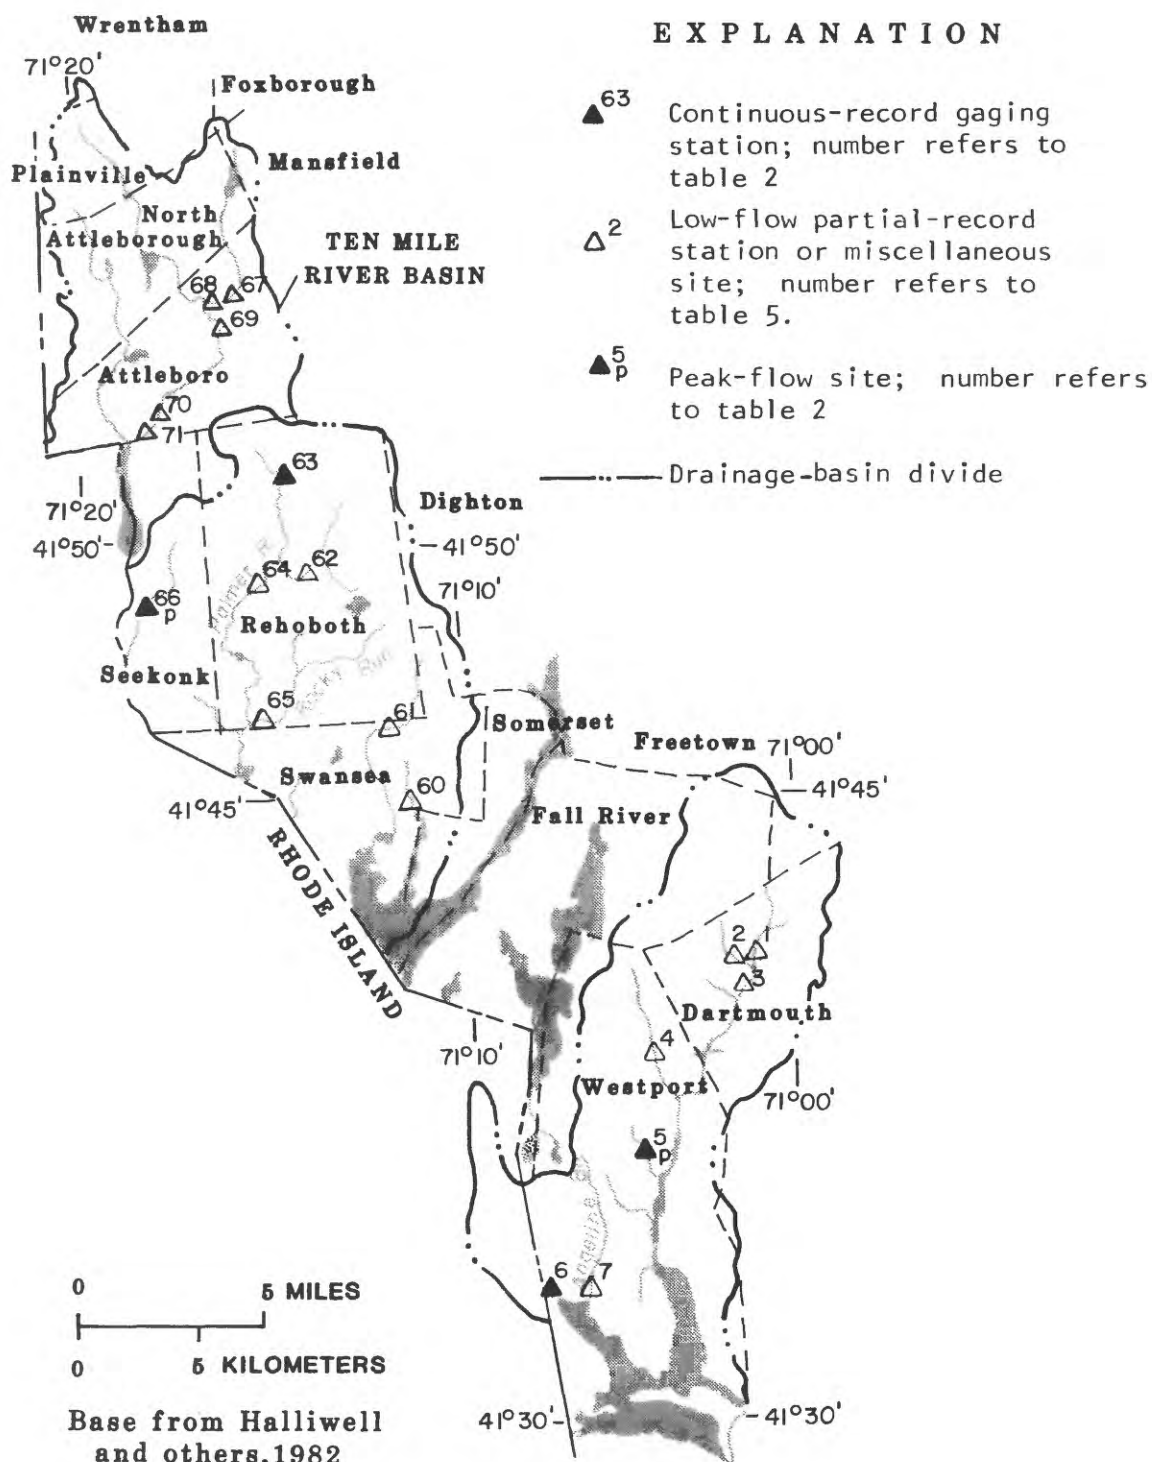 Wrentham
71°20'
Foxborough
Mansfield
Plainville
North
Attleborough
TEN MILE
RIVER BASIN
68
67
69
Attleboro
70
71
63
71°20'
41°50'
Dighton
41°50'
71°10'
64
62
66
p
Palmer R
Rehoboth
Seekonk
Rocky Run
65
61
Somerset
Freetown
71°00'
Swansea
60
41°45'
41°45'
Fall River
RHODE ISLAND
2
1
3
Dartmouth
4
71°10'
Westport
71°00'
5
p
Angeline
6
7
41°30'
41°30'
EXPLANATION
63
Continuous-record gaging
station; number refers to
table 2
2
Low-flow partial-record
station or miscellaneous
site; number refers to
table 5.
5
p
Peak-flow site; number refers
to table 2
Drainage-basin divide
0
5 MILES
0
5 KILOMETERS
Base from Halliwell
and others,1982